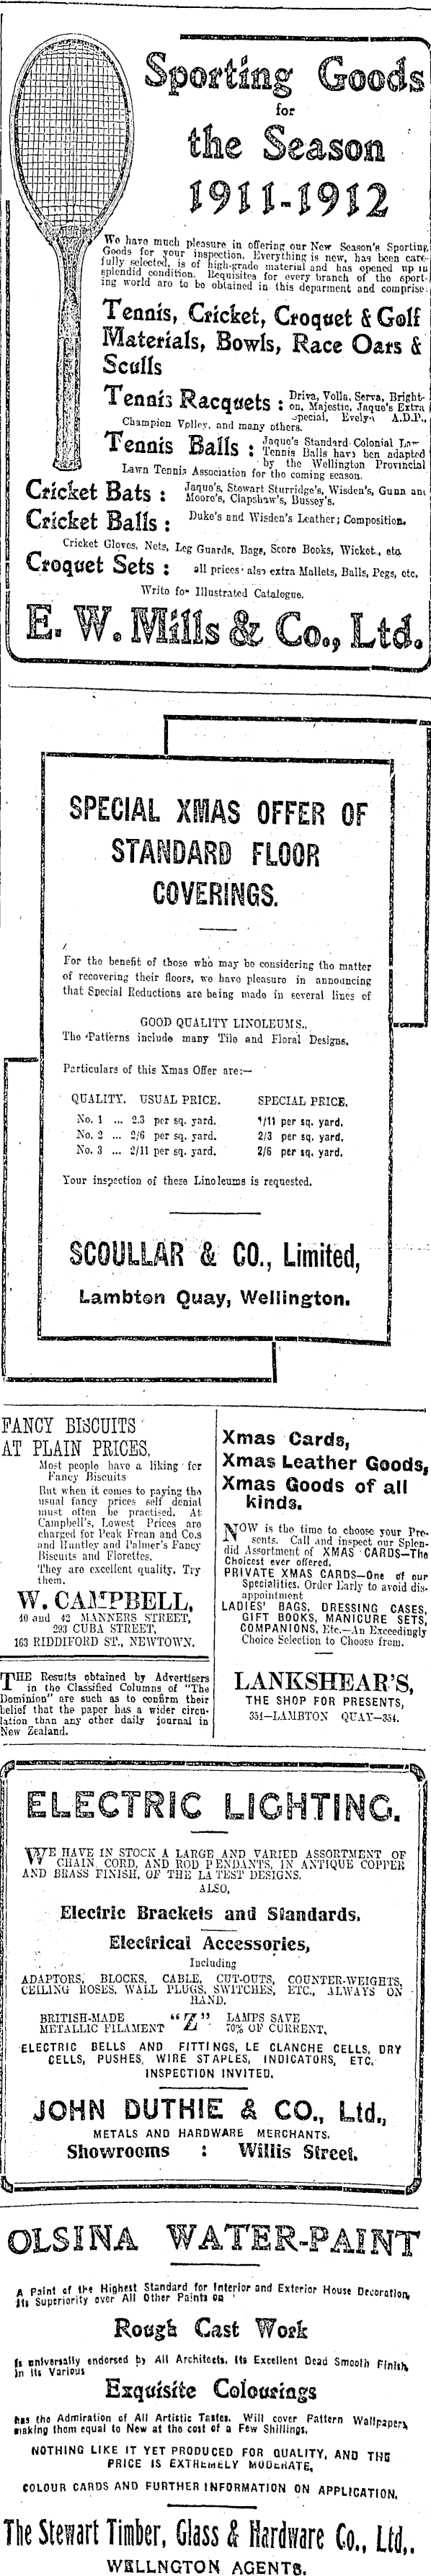 Sporting Goods
for
the Season
1911-1912
We have much pleasure in offering our New Season's Sporting
Goods for your inspection. Everything is new, has been care-
fully selected, is of high-grade material and has opened up in
splendid condition. Requisites for every branch of the sport-
ing world are to be obtained in this deparment and comprise
Tennis, Cricket, Croquet & Golf
Materials, Bowls, Race Oars &
Sculls
Tennis Racquets : Driva, Volla, Serva, Bright-
on, Majestic, Jaque's Extra
Special, Evelyn A.D.P.,
Champion Volley, and many others.
Tennis Balls : Jaque's Standard Colonial Law-
Tennis Balls have ben adapted
by the Wellington Provincial
Lawn Tennis Association for the coming season.
Cricket Bats : Jaquo's, Stewart Sturridge's, Wisden's, Gunn and
Moore's, Clapshaw's, Bussey's.
Cricket Balls : Duke's and Wisden's Leather; Composition.
Cricket Gloves, Nets, Leg Guards, Bags, Score Books, Wicket., etc.
Croquet Sets : all prices: also extra Mallets, Balls, Pegs, etc.
Write for Illustrated Catalogue.
E. W. Mills & Co., Ltd.
SPECIAL XMAS OFFER OF
STANDARD FLOOR
COVERINGS.
For the benefit of those who may be considering the matter
of recovering their floors, we have pleasure in announcing
that Special Reductions are being made in several lines of
GOOD QUALITY LINOLEUMS..
The Patterns include many Tile and Floral Designs.
Particulars of this Xmas Offer are:—
QUALITY. USUAL PRICE. SPECIAL PRICE.
No. 1 ... 2.3 per sq. yard. 1/11 per sq. yard.
No. 2 ... 2/6 per sq. yard. 2/3 per sq. yard.
No. 3 ... 2/11 per sq. yard. 2/6 per sq. yard.
Your inspection of these Linoleums is requested.
SCOULLAR & CO., Limited,
Lambton Quay, Wellington.
FANCY BISCUITS
AT PLAIN PRICES.
Most people have a liking for
Fancy Biscuits
But when it comes to paying the
usual fancy prices self denial
must often be practised. At
Campbell's, Lowest Prices are
charged for Peak Frean and Co.s
and Huntley and Palmer's Fancy
Biscuits and Florettes.
They are excellent quality. Try
them.
W. CAMPBELL,
40 and 42 MANNERS STREET,
293 CUBA STREET,
163 RIDDIFORD ST., NEWTOWN.
THE Results obtained by Advertisers
in the Classified Columns of "The
Dominion" are such as to confirm their
belief that the paper has a wider circu-
lation than any other daily journal in
New Zealand.
Xmas Cards,
Xmas Leather Goods,
Xmas Goods of all
kinds.
NOW is the time to choose your Pre-
sents. Call and inspect our Splen-
did Assortment of XMAS CARDS—The
Choicest ever offered.
PRIVATE XMAS CARDS—One of our
Specialities. Order Early to avoid dis-
appointment
LADIES' BAGS, DRESSING CASES,
GIFT BOOKS, MANICURE SETS,
COMPANIONS, Etc.—An Exceedingly
Choice Selection to Choose from.
LANKSHEAR'S,
THE SHOP FOR PRESENTS,
354—LAMBTON QUAY—354.
ELECTRIC LIGHTING.
WE HAVE IN STOCK A LARGE AND VARIED ASSORTMENT OF
CHAIN, CORD, AND ROD PENDANTS, IN ANTIQUE COPPER
AND BRASS FINISH, OF THE LATEST DESIGNS.
ALSO,
Electric Brackets and Standards.
Electrical Accessories,
Including
ADAPTORS, BLOCKS, CABLE, CUT-OUTS, COUNTER-WEIGHTS,
CEILING ROSES, WALL PLUGS, SWITCHES, ETC., ALWAYS ON
HAND.
BRITISH-MADE "Z" LAMPS SAVE
METALLIC FILAMENT 70% OF CURRENT.
ELECTRIC BELLS AND FITTINGS, LE CLANCHE CELLS, DRY
CELLS, PUSHES, WIRE STAPLES, INDICATORS, ETC.
INSPECTION INVITED.
JOHN DUTHIE & CO., Ltd.,
METALS AND HARDWARE MERCHANTS.
Showrooms : Willis Street.
OLSINA WATER-PAINT
A Paint of the Highest Standard for Interior and Exterior House Decoration,
Its Superiority over All Other Paints on
Rough Cast Work
Is universally endorsed by All Architects. Its Excellent Dead Smooth Finish,
in its Various
Exquisite Colourings
has the Admiration of All Artistic Tastes. Will cover Pattern Wallpapers,
making them equal to New at the cost of a Few Shillings.
NOTHING LIKE IT YET PRODUCED FOR QUALITY, AND THE
PRICE IS EXTREMELY MODERATE.
COLOUR CARDS AND FURTHER INFORMATION ON APPLICATION.
The Stewart Timber, Glass & Hardware Co., Ltd,.
WELLNGTON AGENTS.